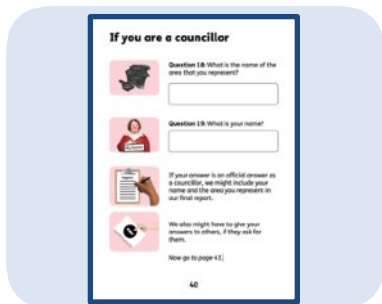 If you are a councillor
Question 18: What is the name of the
area that you represent?
Question 19: What is your name?
If your answer is an official answer as
a councillor, we might include your
name and the area you represent in
our final report.
We also might have to give your
answers to others, if they ask for
them.
Now go to page 41.
40